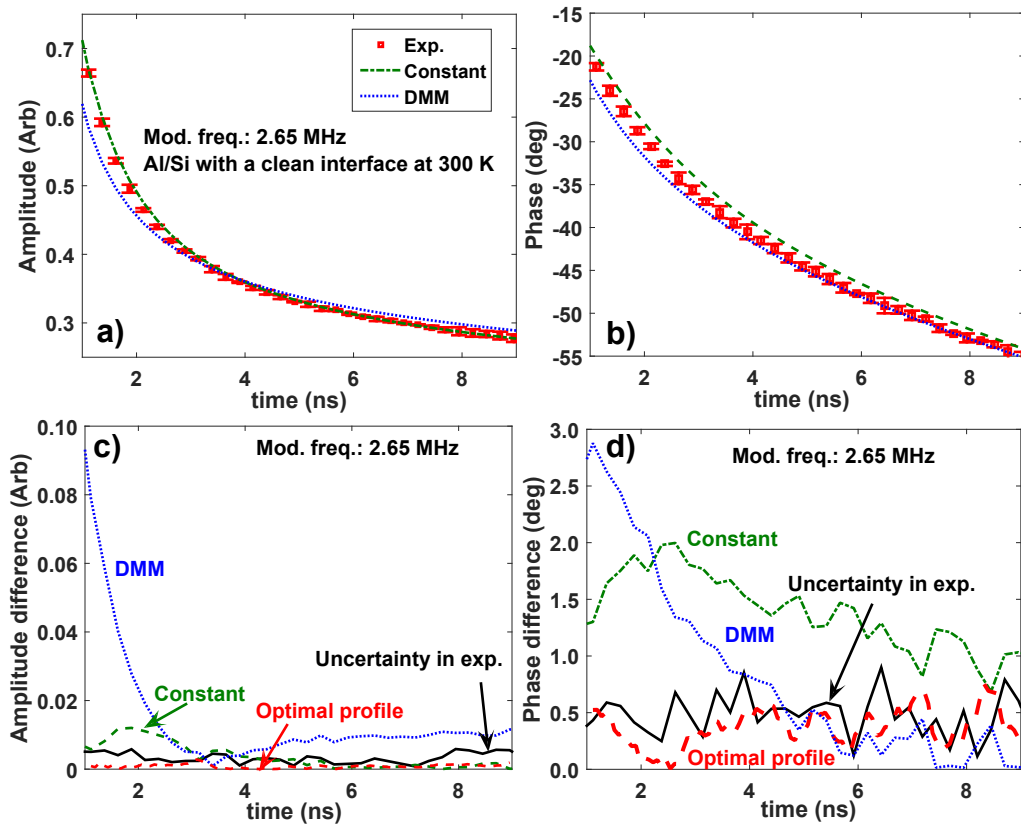 0.7
0.6
0.5
0.4
0.3
Amplitude (Arb)
Exp.
Constant
DMM
Mod. freq.: 2.65 MHz
Al/Si with a clean interface at 300 K
a)
2
4
6
8
time (ns)
-15
-20
-25
-30
-35
-40
-45
-50
-55
Phase (deg)
b)
2
4
6
8
time (ns)
0.10
0.08
0.06
0.04
0.02
0
Amplitude difference (Arb)
c)
Mod. freq.: 2.65 MHz
DMM
Uncertainty in exp.
Constant
Optimal profile
2
4
6
8
time (ns)
3.0
2.5
2.0
1.5
1.0
0.5
0.0
Phase difference (deg)
d)
Mod. freq.: 2.65 MHz
Constant
Uncertainty in exp.
DMM
Optimal profile
2
4
6
8
time (ns)